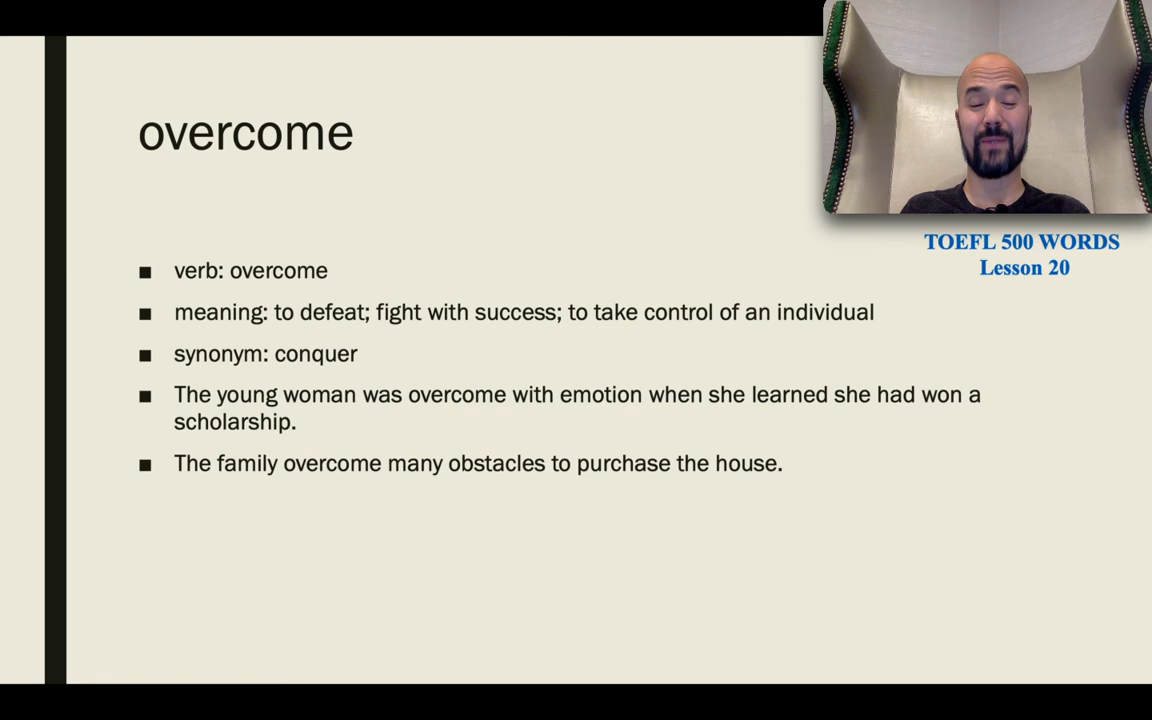 overcome
TOEFL 500 WORDS
Lesson 20
■ verb: overcome
■ meaning: to defeat; fight with success; to take control of an individual
■ synonym: conquer
■ The young woman was overcome with emotion when she learned she had won a
scholarship.
■ The family overcome many obstacles to purchase the house.